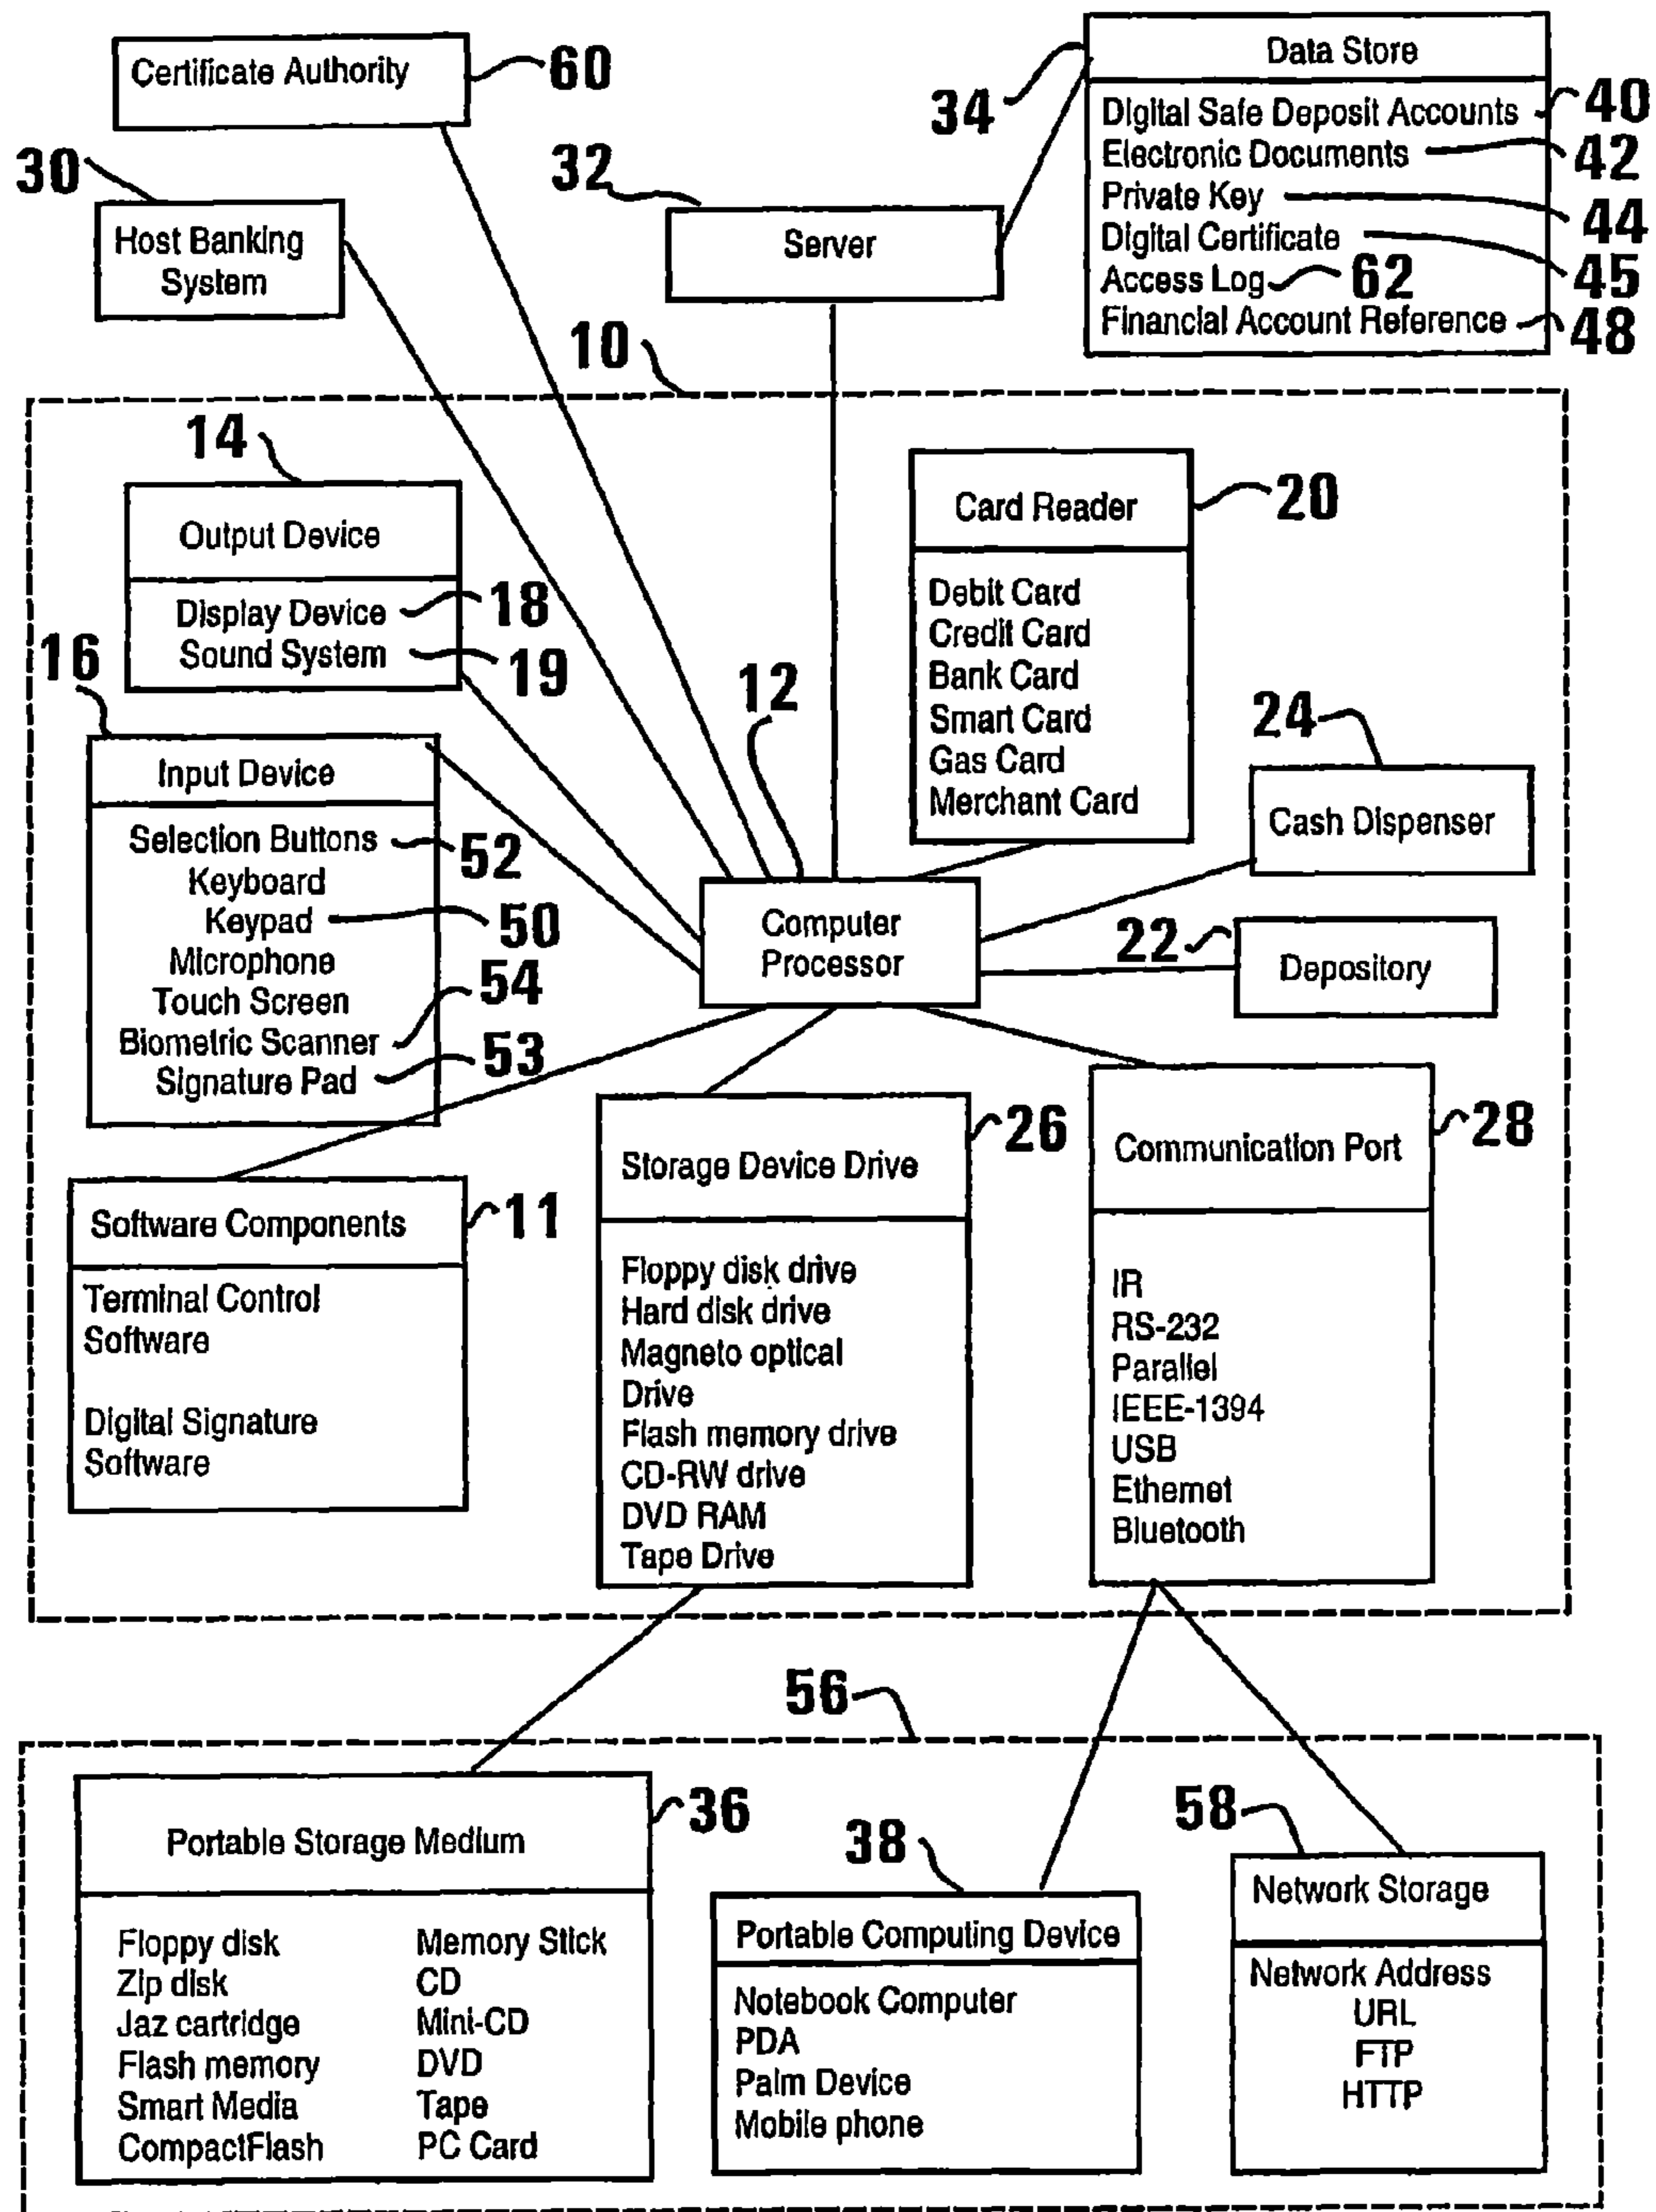 Certificate Authority
60
30
Host Banking
System
32
Server
34
Data Store
Digital Safe Deposit Accounts
40
Electronic Documents
42
Private Key
44
Digital Certificate
45
Access Log
62
Financial Account Reference
48
10
14
Output Device
Display Device
18
Sound System
19
16
Input Device
Selection Buttons
52
Keyboard
Keypad
50
Microphone
Touch Screen
Biometric Scanner
54
Signature Pad
53
12
Computer
Processor
Card Reader
20
Debit Card
Credit Card
Bank Card
Smart Card
Gas Card
Merchant Card
24
Cash Dispenser
22
Depository
Software Components
11
Terminal Control
Software
Digital Signature
Software
Storage Device Drive
26
Floppy disk drive
Hard disk drive
Magneto optical
Drive
Flash memory drive
CD-RW drive
DVD RAM
Tape Drive
Communication Port
28
IR
RS-232
Parallel
IEEE-1394
USB
Ethernet
Bluetooth
56
Portable Storage Medium
36
Floppy disk
Zip disk
Jaz cartridge
Flash memory
Smart Media
CompactFlash
Memory Stick
CD
Mini-CD
DVD
Tape
PC Card
38
Portable Computing Device
Notebook Computer
PDA
Palm Device
Mobile phone
58
Network Storage
Network Address
URL
FTP
HTTP